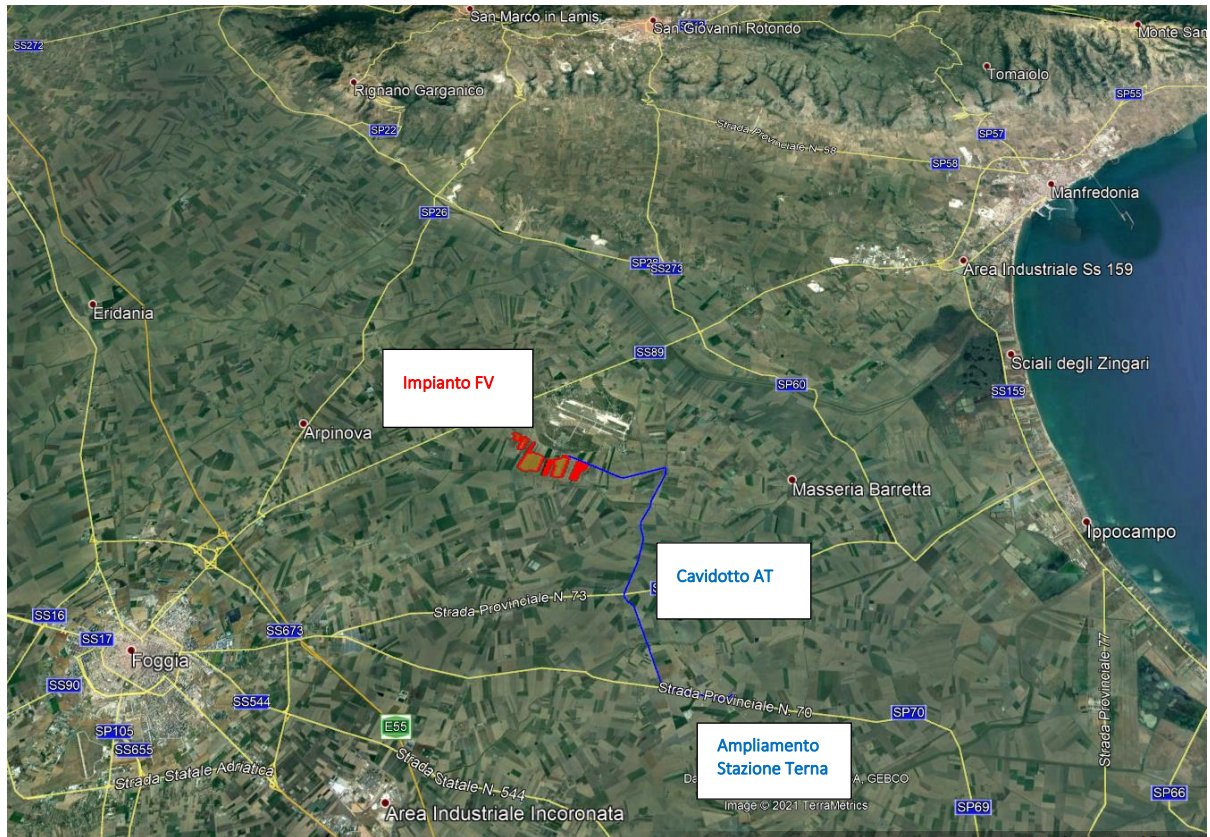 San Marco in Lamis
San Giovanni Rotondo
Monte San
SS272
Tomaiolo
Rignano Garganico
SP55
SP22
Strada Provinciale N. 58
SP57
SP58
Manfredonia
SP26
SP28
SS273
Area Industriale Ss 159
Eridania
SS89
Sciali degli Zingari
Impianto FV
SP60
SS159
Arpinova
Masseria Barretta
Ippocampo
Cavidotto AT
Strada Provinciale N. 73
SS16
SS17
SS673
Foggia
Strada Provinciale 77
SS90
SS544
Strada Provinciale N. 70
SP70
E55
SP105
SS655
Ampliamento
Stazione Terna
Strada Statale Adriatica
Strada Statale N. 544
A, GEBCO
SP66
Image © 2021 TerraMetrics
SP69
Area Industriale Incoronata